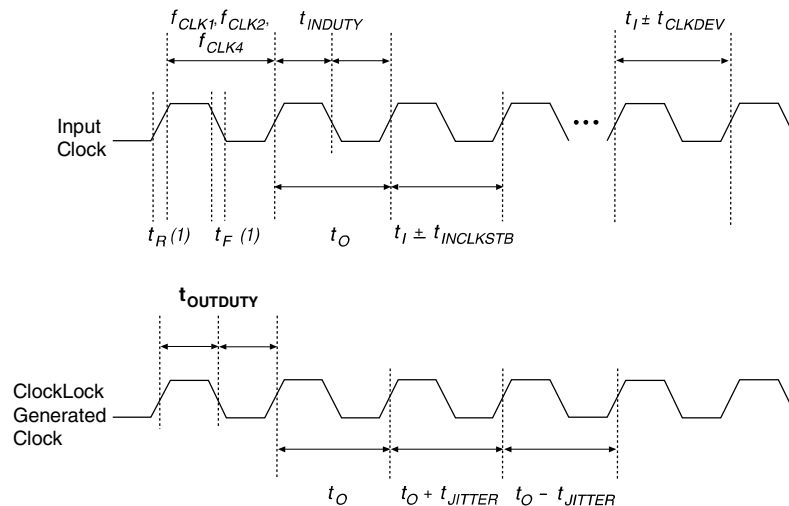 fCLK1, fCLK2,
fCLK4
tINDUTY
tI ± tCLKDEV
Input
Clock
tR (1)
tF (1)
tO
tI ± tINCLKSTB
tOUTDUTY
ClockLock
Generated
Clock
tO
tO + tJITTER
tO − tJITTER